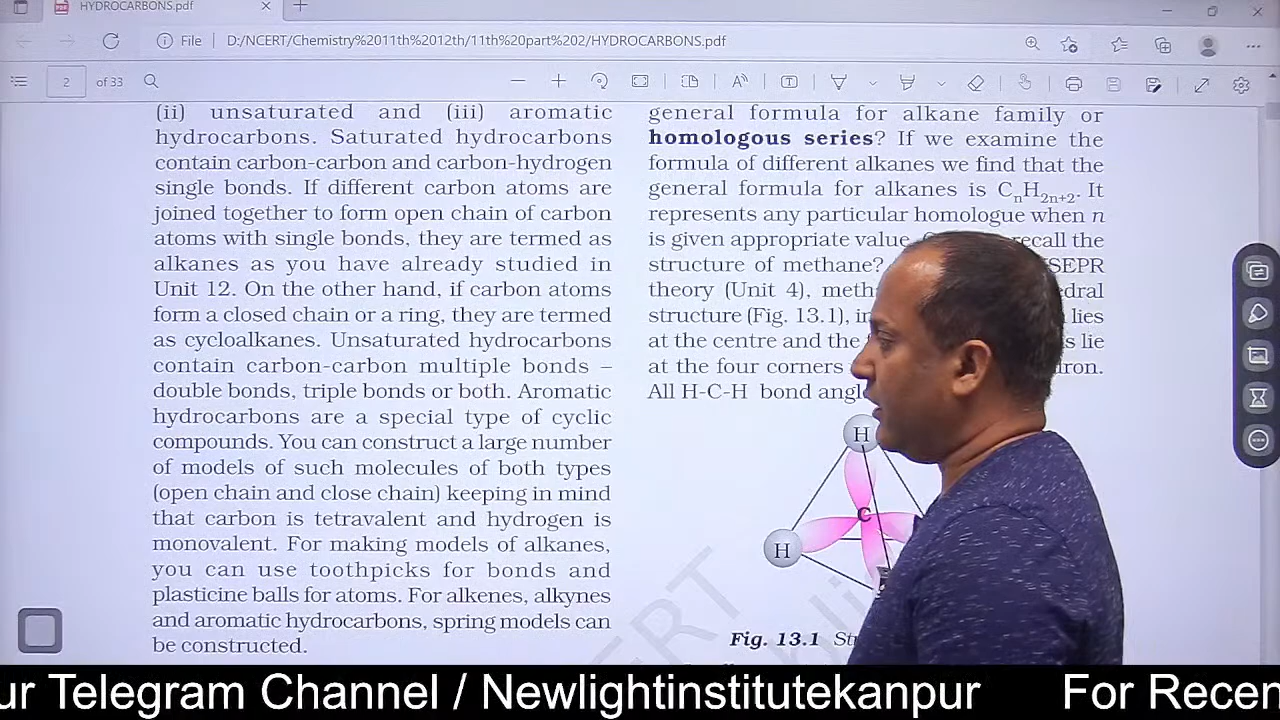 HYDROCARBONS.pdf
File
D:/NCERT/Chemistry%2011th%2012th/11th%20part%202/HYDROCARBONS.pdf
2 of 33
(ii) unsaturated and (iii) aromatic
hydrocarbons. Saturated hydrocarbons
contain carbon-carbon and carbon-hydrogen
single bonds. If different carbon atoms are
joined together to form open chain of carbon
atoms with single bonds, they are termed as
alkanes as you have already studied in
Unit 12. On the other hand, if carbon atoms
form a closed chain or a ring, they are termed
as cycloalkanes. Unsaturated hydrocarbons
contain carbon-carbon multiple bonds –
double bonds, triple bonds or both. Aromatic
hydrocarbons are a special type of cyclic
compounds. You can construct a large number
of models of such molecules of both types
(open chain and close chain) keeping in mind
that carbon is tetravalent and hydrogen is
monovalent. For making models of alkanes,
you can use toothpicks for bonds and
plasticine balls for atoms. For alkenes, alkynes
and aromatic hydrocarbons, spring models can
be constructed.
general formula for alkane family or
homologous series? If we examine the
formula of different alkanes we find that the
general formula for alkanes is CnH2n+2. It
represents any particular homologue when n
is given appropriate value. recall the
structure of methane? SEPR
theory (Unit 4), meth edral
structure (Fig. 13.1), lies
at the centre and the lie
at the four corners dron.
All H-C-H bond angl
H
C
H
Fig. 13.1
ur Telegram Channel / Newlightinstitutekanpur For Recen